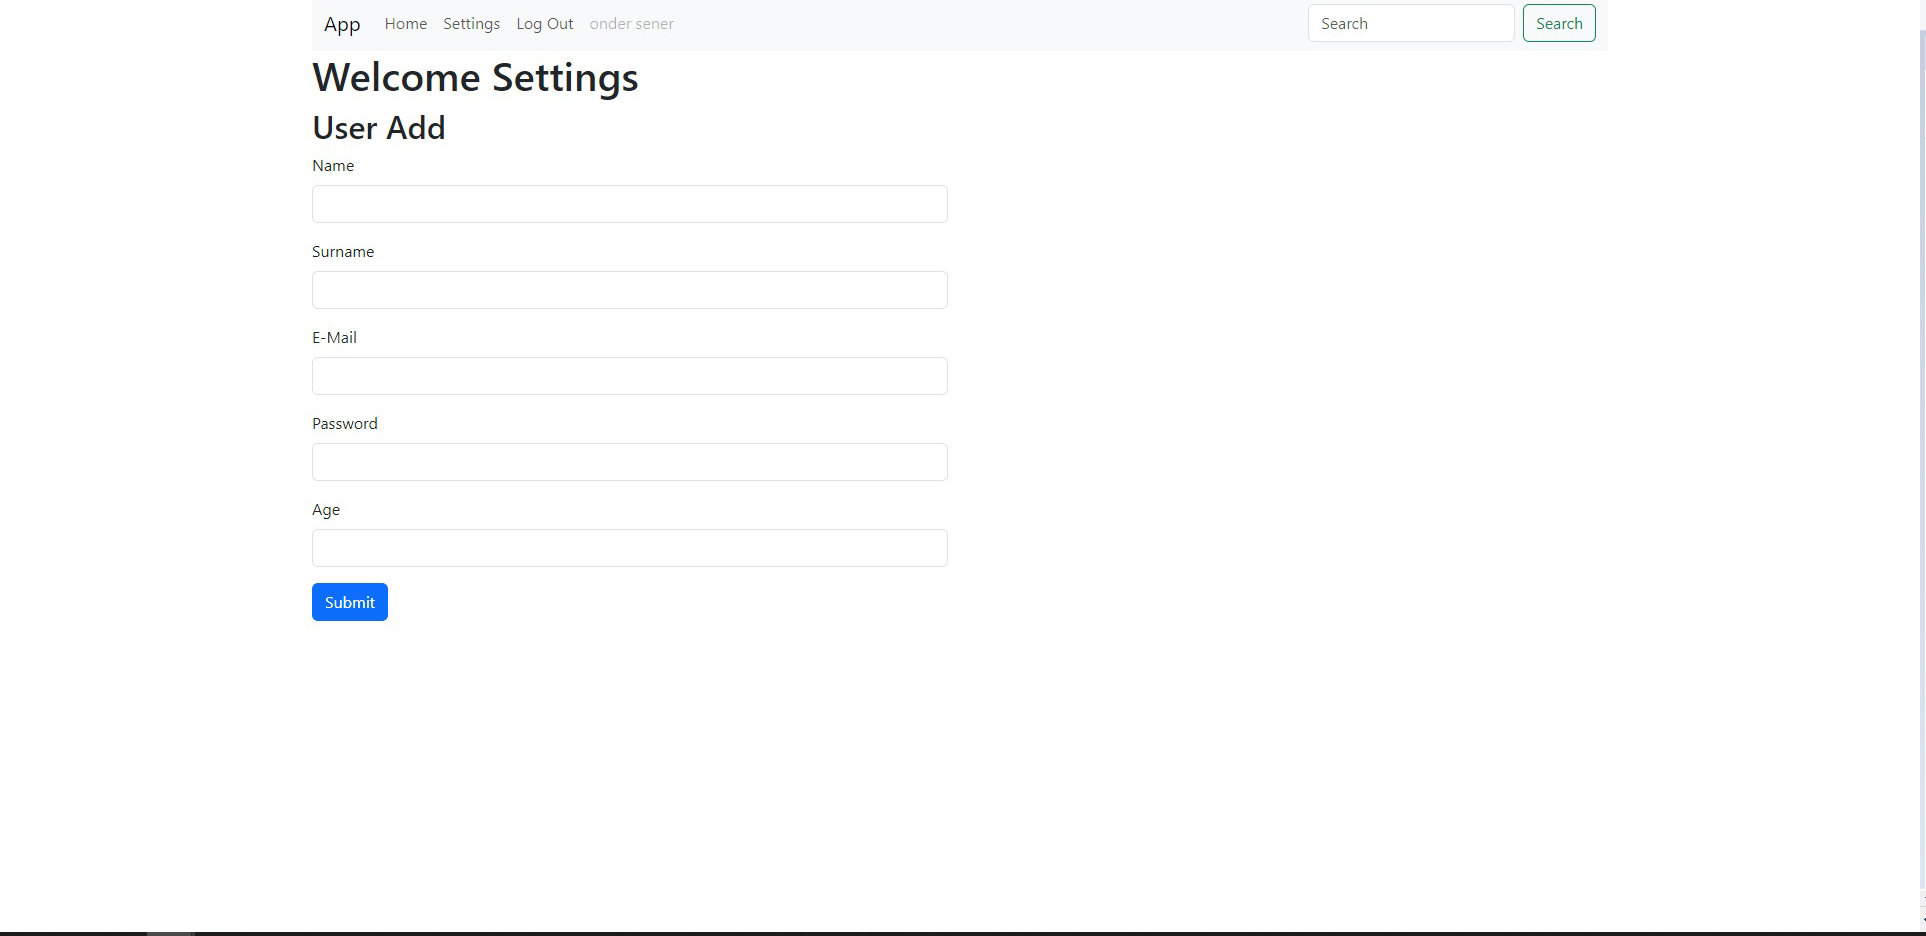 App Home Settings Log Out onder sener Search Search
Welcome Settings
User Add
Name
Surname
E-Mail
Password
Age
Submit